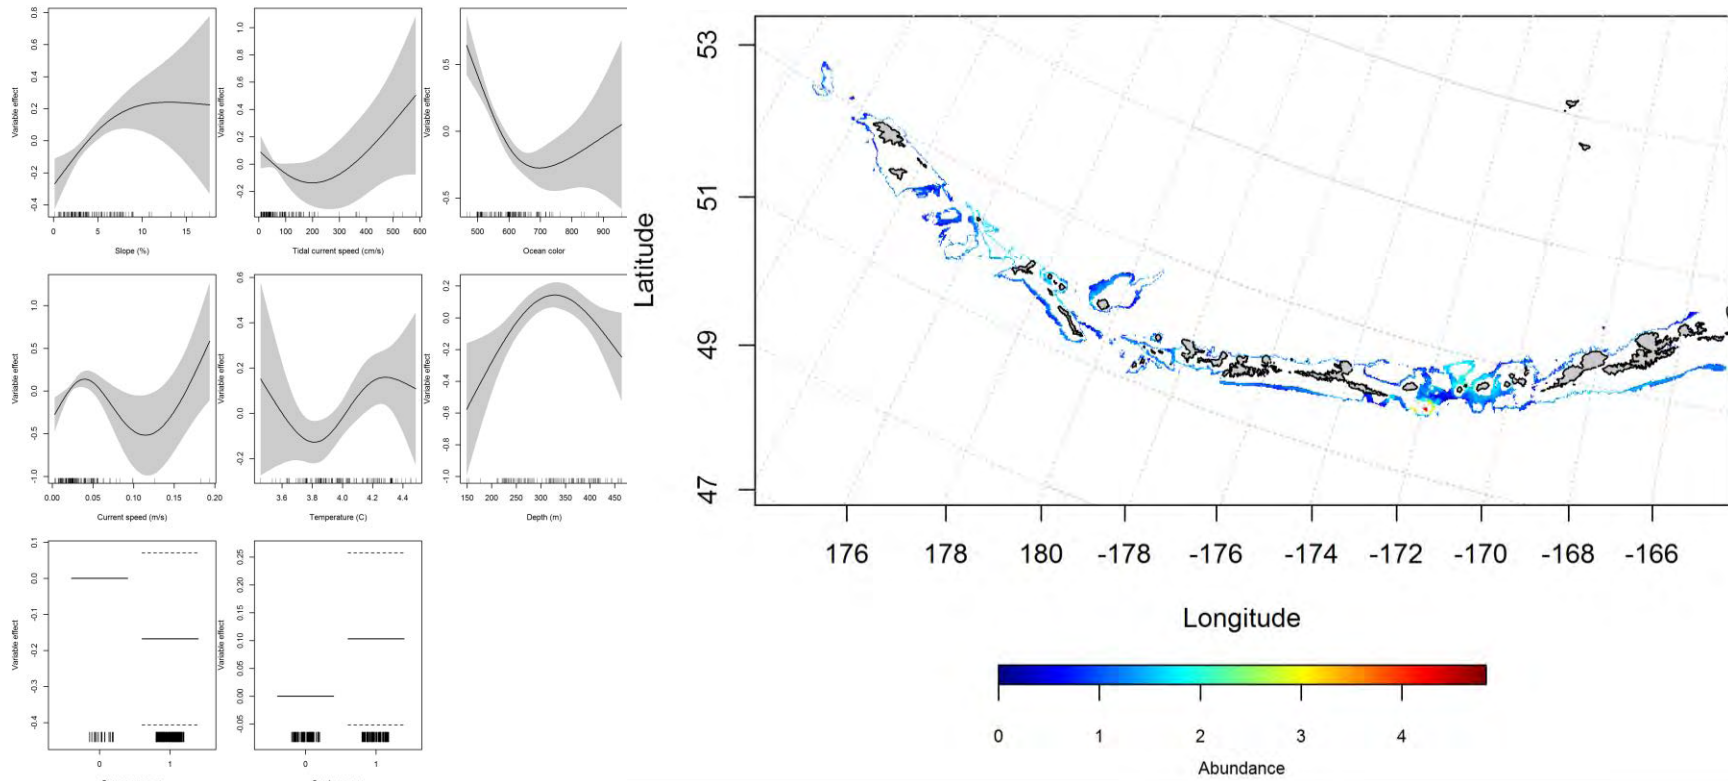 0.8
0.6
0.4
0.2
0.0
-0.2
-0.4
Variable effect
0 5 10 15
Slope (%)
1.0
0.8
0.6
0.4
0.2
0.0
-0.2
Variable effect
0 100 200 300 400 500 600
Tidal current speed (cm/s)
0.5
0.0
-0.5
Variable effect
500 600 700 800 900
Ocean color
1.0
0.5
0.0
-0.5
-1.0
Variable effect
0.00 0.05 0.10 0.15 0.20
Current speed (m/s)
0.6
0.4
0.2
0.0
-0.2
Variable effect
3.6 3.8 4.0 4.2 4.4
Temperature (C)
0.2
0.0
-0.2
-0.4
-0.6
-0.8
-1.0
Variable effect
150 200 250 300 350 400 450
Depth (m)
0.1
0.0
-0.1
-0.2
-0.3
-0.4
Variable effect
0 1
0.25
0.20
0.15
0.10
0.05
0.00
-0.05
Variable effect
0 1
Latitude
53
51
49
47
176 178 180 -178 -176 -174 -172 -170 -168 -166
Longitude
0 1 2 3 4
Abundance